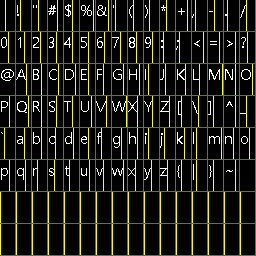 ! " # $ % & ' ( ) * + , - . /
0 1 2 3 4 5 6 7 8 9 : ; < = > ?
@ A B C D E F G H I J K L M N O
P Q R S T U V W X Y Z [ \ ] ^ _
` a b c d e f g h i j k l m n o
p q r s t u v w x y z { | } ~